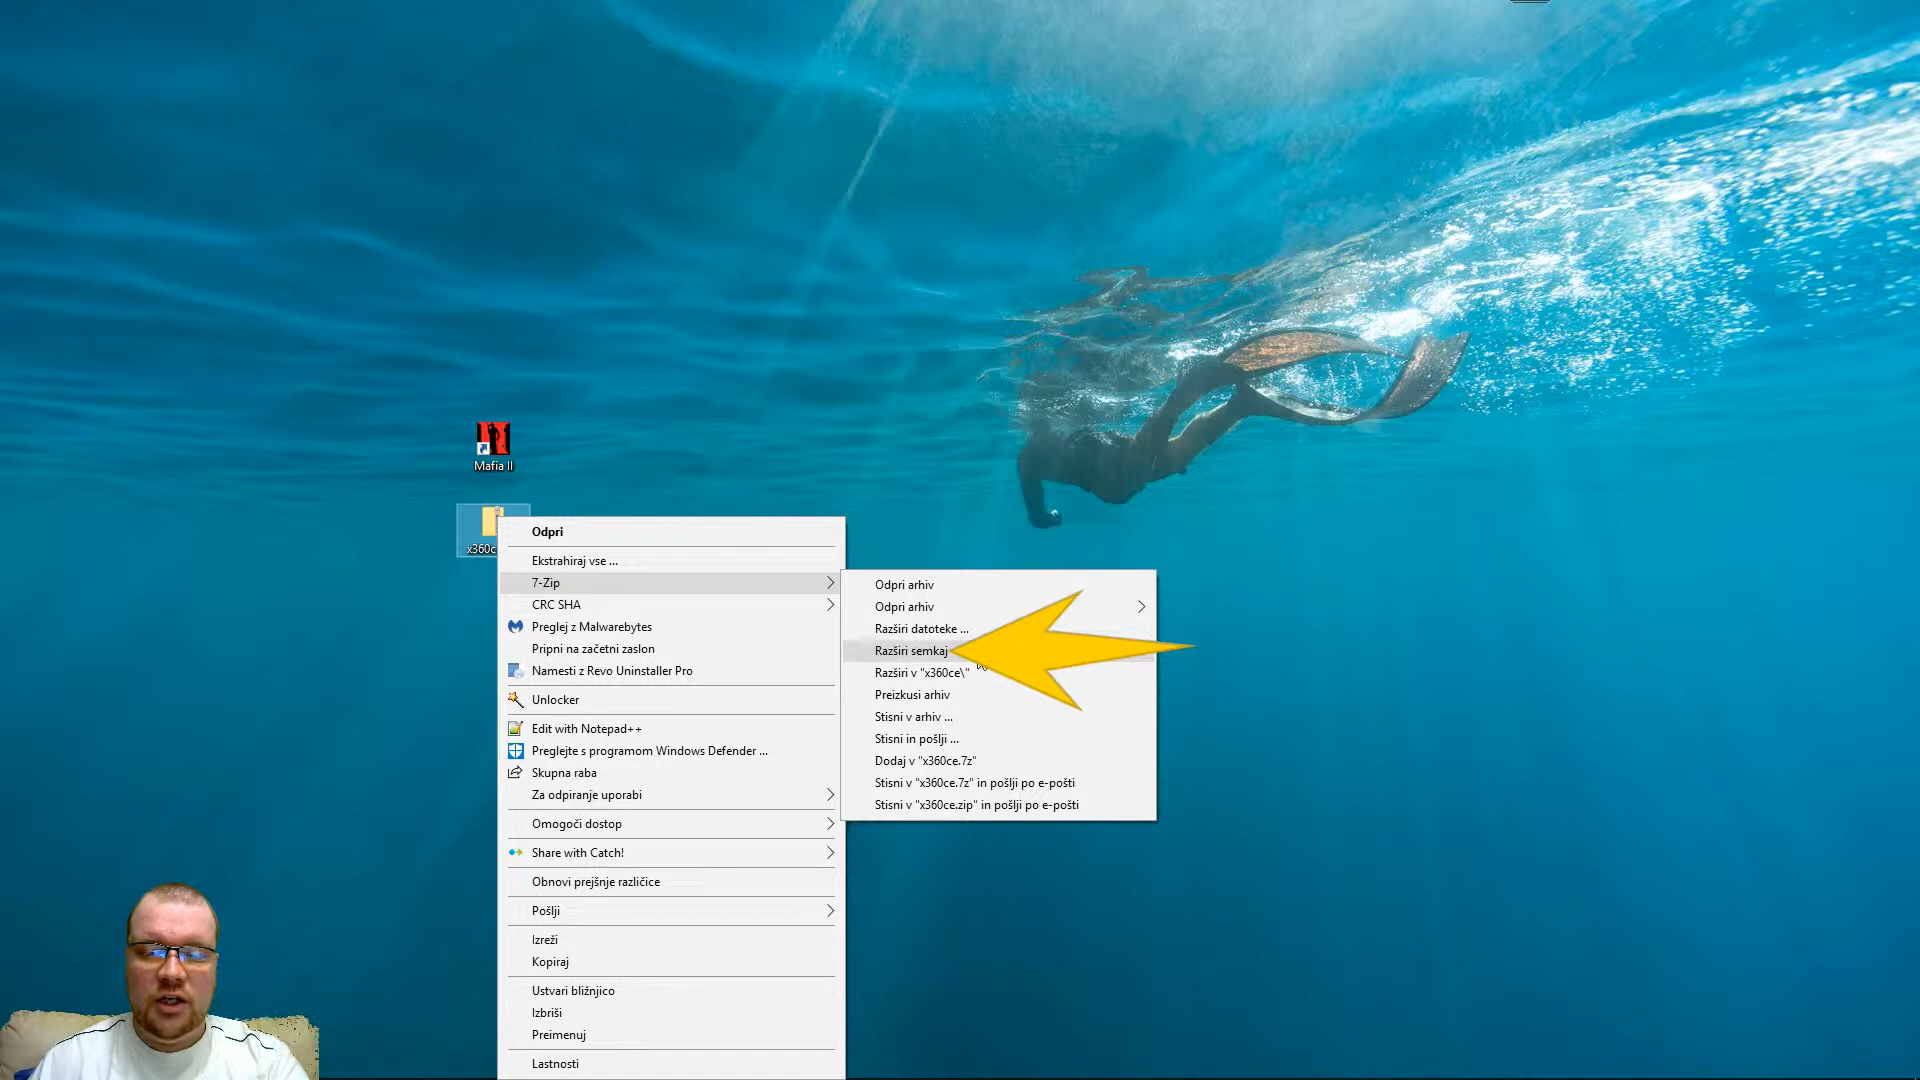 Mafia II
x360c
Odpri
Ekstrahiraj vse ...
7-Zip
CRC SHA
Preglej z Malwarebytes
Pripni na začetni zaslon
Namesti z Revo Uninstaller Pro
Unlocker
Edit with Notepad++
Preglejte s programom Windows Defender ...
Skupna raba
Za odpiranje uporabi
Omogoči dostop
Share with Catch!
Obnovi prejšnje različice
Pošlji
Izreži
Kopiraj
Ustvari bližnjico
Izbriši
Preimenuj
Lastnosti
Odpri arhiv
Odpri arhiv
Razširi datoteke ...
Razširi semkaj
Razširi v "x360ce\"
Preizkusi arhiv
Stisni v arhiv ...
Stisni in pošlji ...
Dodaj v "x360ce.7z"
Stisni v "x360ce.7z" in pošlji po e-pošti
Stisni v "x360ce.zip" in pošlji po e-pošti